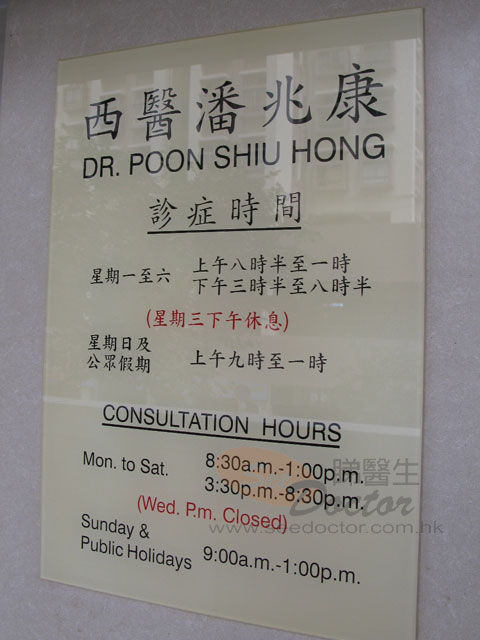 西醫潘兆康
DR. POON SHIU HONG
診症時間
星期一至六 上午八時半至一時
下午三時半至八時半
(星期三下午休息)
星期日及
公眾假期 上午九時至一時
CONSULTATION HOURS
Mon. to Sat. 8:30a.m.-1:00p.m.
3:30p.m.-8:30p.m.
(Wed. P.m. Closed)
Sunday &
Public Holidays 9:00a.m.-1:00p.m.
睇醫生
Doctor
www.seedoctor.com.hk